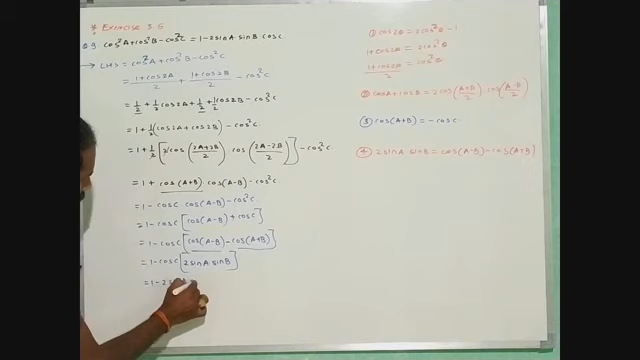 * Exercise 3.6
Q.9. cos²A+cos²B-cos²C = 1-2sinA sinB cosC.
→ LHS = cos²A+cos²B-cos²C
= (1+cos2A)/2 + (1+cos2B)/2 - cos²C
= 1/2 + 1/2 cos2A + 1/2 + 1/2 cos2B - cos²C
= 1+1/2(cos2A+cos2B) - cos²C
= 1+1/2[2cos((2A+2B)/2) cos((2A-2B)/2)] - cos²C
= 1 + cos(A+B) cos(A-B) - cos²C
= 1-cosC cos(A-B) - cos²C
= 1-cosC[cos(A-B) + cosC]
= 1-cosC[cos(A-B) - cos(A+B)]
= 1-cosC[2sinA sinB]
= 1-2
① cos2θ = 2cos²θ - 1
1+cos2θ = 2cos²θ
(1+cos2θ)/2 = cos²θ
② cosA+cosB = 2cos((A+B)/2) cos((A-B)/2)
③ cos(A+B) = -cosC
④ 2sinA sinB = cos(A-B) - cos(A+B)